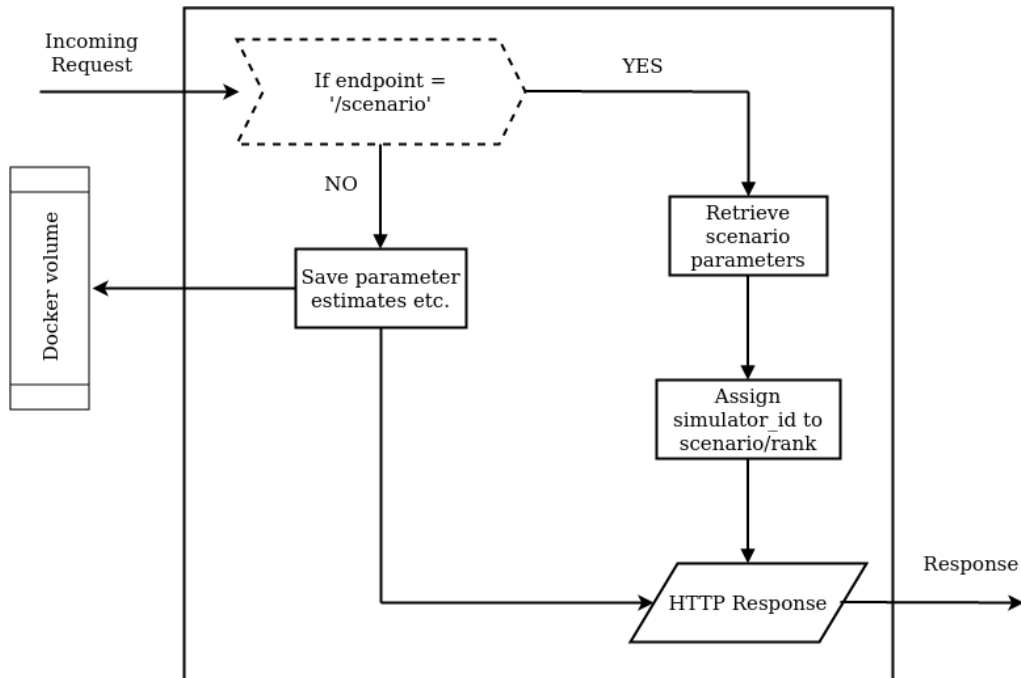 Incoming
Request
If endpoint =
'/scenario'
YES
NO
Retrieve
scenario
parameters
Docker volume
Save parameter
estimates etc.
Assign
simulator_id to
scenario/rank
HTTP Response
Response